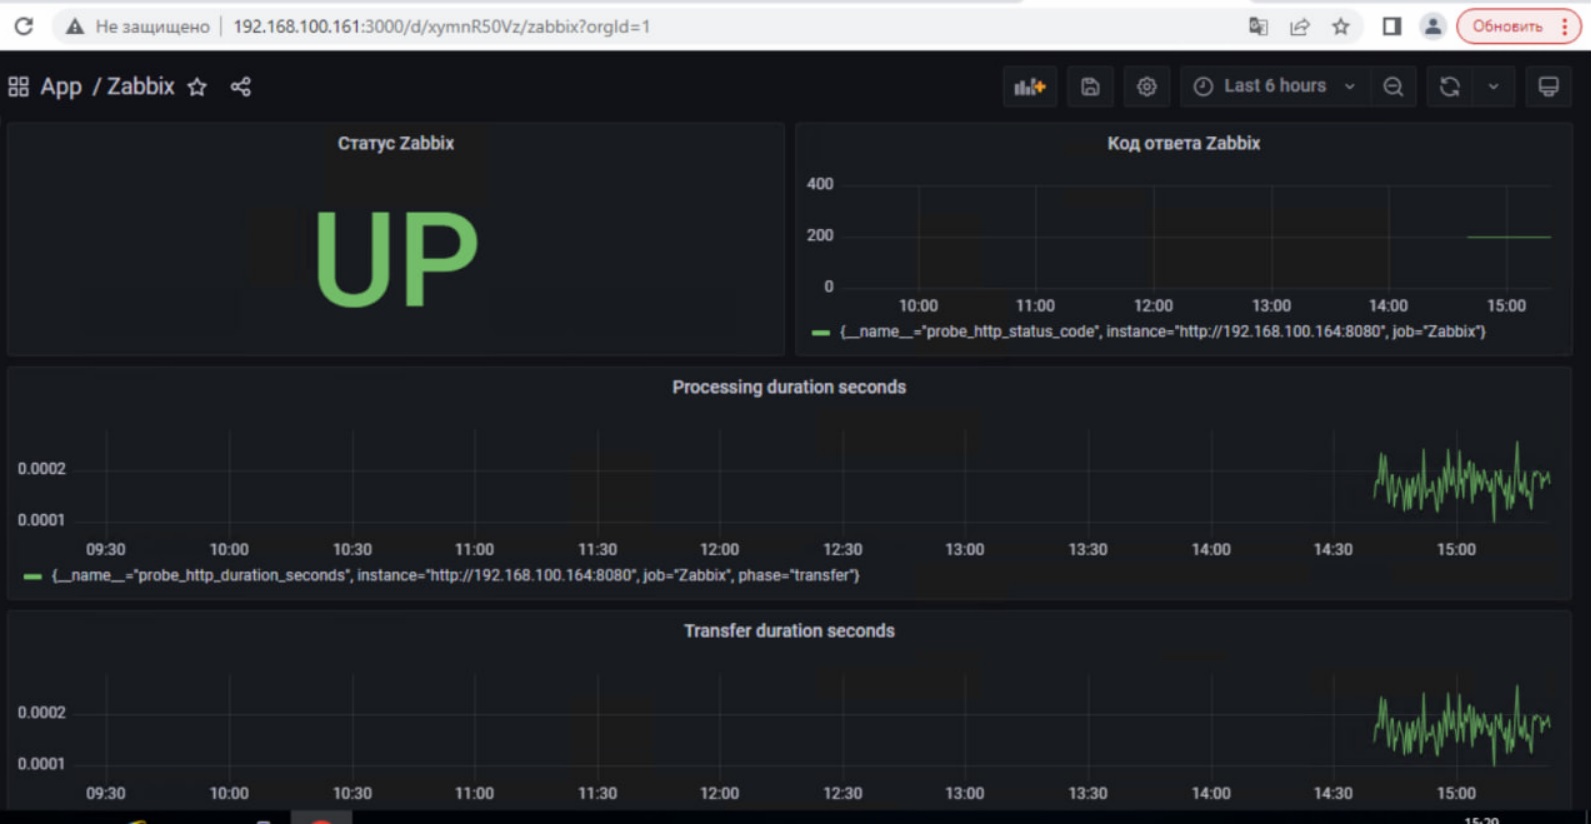 Не защищено 192.168.100.161:3000/d/xymnR50Vz/zabbix?orgId=1 Обновить
App / Zabbix Last 6 hours
Статус Zabbix
UP
Код ответа Zabbix
400
200
0
10:00 11:00 12:00 13:00 14:00 15:00
{__name__="probe_http_status_code", instance="http://192.168.100.164:8080", job="Zabbix"}
Processing duration seconds
0.0002
0.0001
09:30 10:00 10:30 11:00 11:30 12:00 12:30 13:00 13:30 14:00 14:30 15:00
{__name__="probe_http_duration_seconds", instance="http://192.168.100.164:8080", job="Zabbix", phase="transfer"}
Transfer duration seconds
0.0002
0.0001
09:30 10:00 10:30 11:00 11:30 12:00 12:30 13:00 13:30 14:00 14:30 15:00